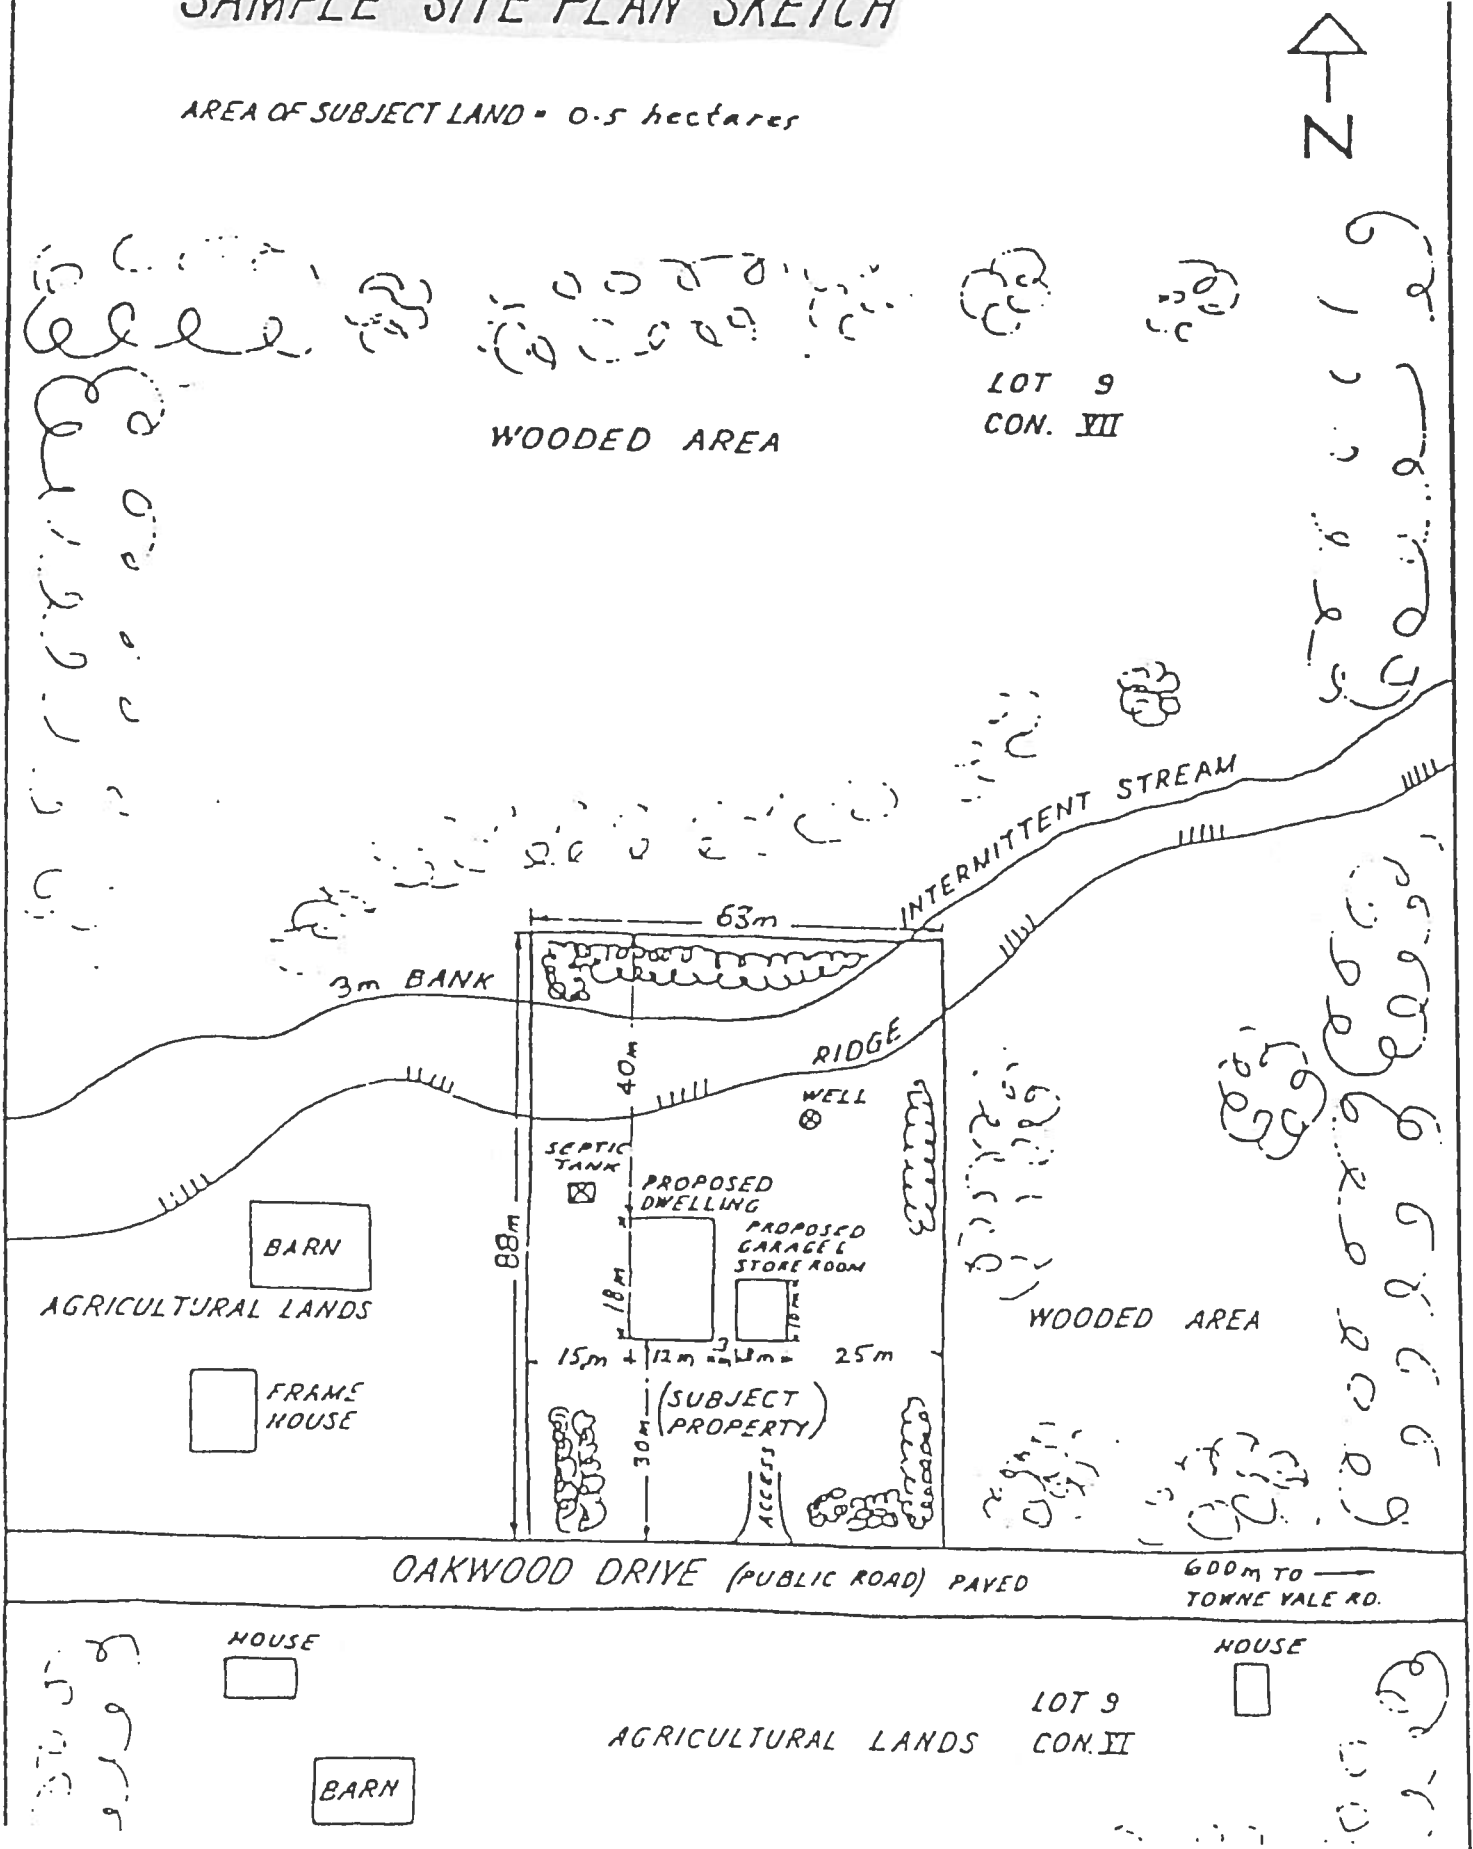 SAMPLE SITE PLAN SKETCH
AREA OF SUBJECT LAND = 0.5 hectares
N
LOT 9
CON. VII
WOODED AREA
INTERMITTENT STREAM
63m
3m BANK
RIDGE
40m
WELL
SEPTIC
TANK
PROPOSED
DWELLING
PROPOSED
GARAGE &
STORE ROOM
88m
BARN
18m
10m
AGRICULTURAL LANDS
WOODED AREA
15m
12m
3
m
8m
25m
FRAME
HOUSE
(SUBJECT
PROPERTY)
30m
ACCESS
OAKWOOD DRIVE (PUBLIC ROAD) PAVED
600m TO
TOWNE VALE RD.
HOUSE
HOUSE
LOT 9
AGRICULTURAL LANDS
CON. VI
BARN